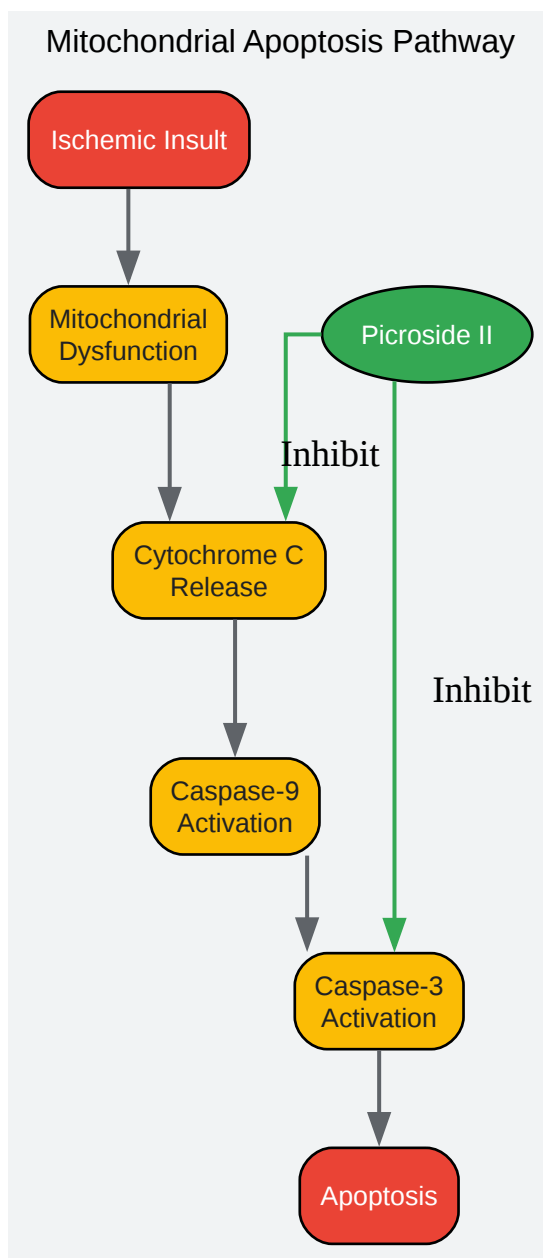 Mitochondrial Apoptosis Pathway
Ischemic Insult
Mitochondrial
Dysfunction
Picroside II
Inhibit
Cytochrome C
Release
Inhibit
Caspase-9
Activation
Caspase-3
Activation
Apoptosis